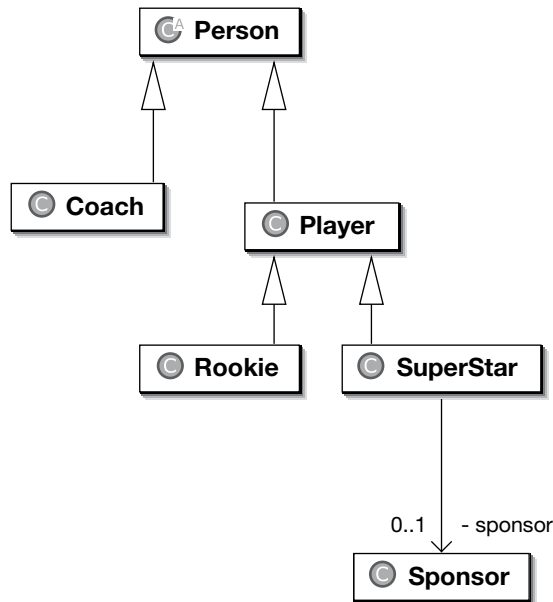 C A Person
C Coach
C Player
C Rookie
C SuperStar
0..1 - sponsor
C Sponsor